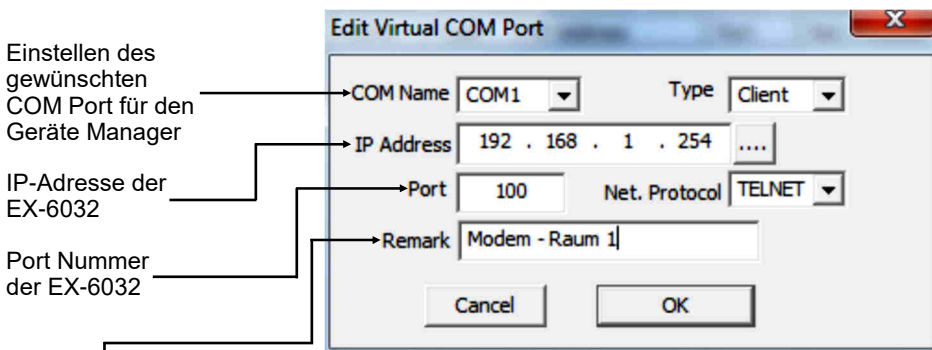 Edit Virtual COM Port
Einstellen des
gewünschten
COM Port für den
Geräte Manager
COM Name COM1 Type Client
IP Address 192 . 168 . 1 . 254 ....
IP-Adresse der
EX-6032
Port 100 Net. Protocol TELNET
Remark Modem - Raum 1
Port Nummer
der EX-6032
Cancel OK